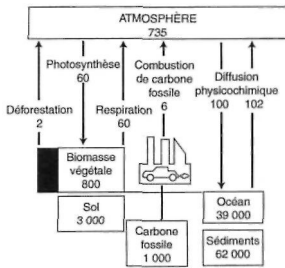 ATMOSPHÈRE
735
Photosynthèse
60
Combustion
de carbone
fossile
6
Diffusion
physicochimique
100 102
Déforestation
2
Respiration
60
Biomasse
végétale
800
Sol
3 000
Carbone
fossile
1 000
Océan
39 000
Sédiments
62 000